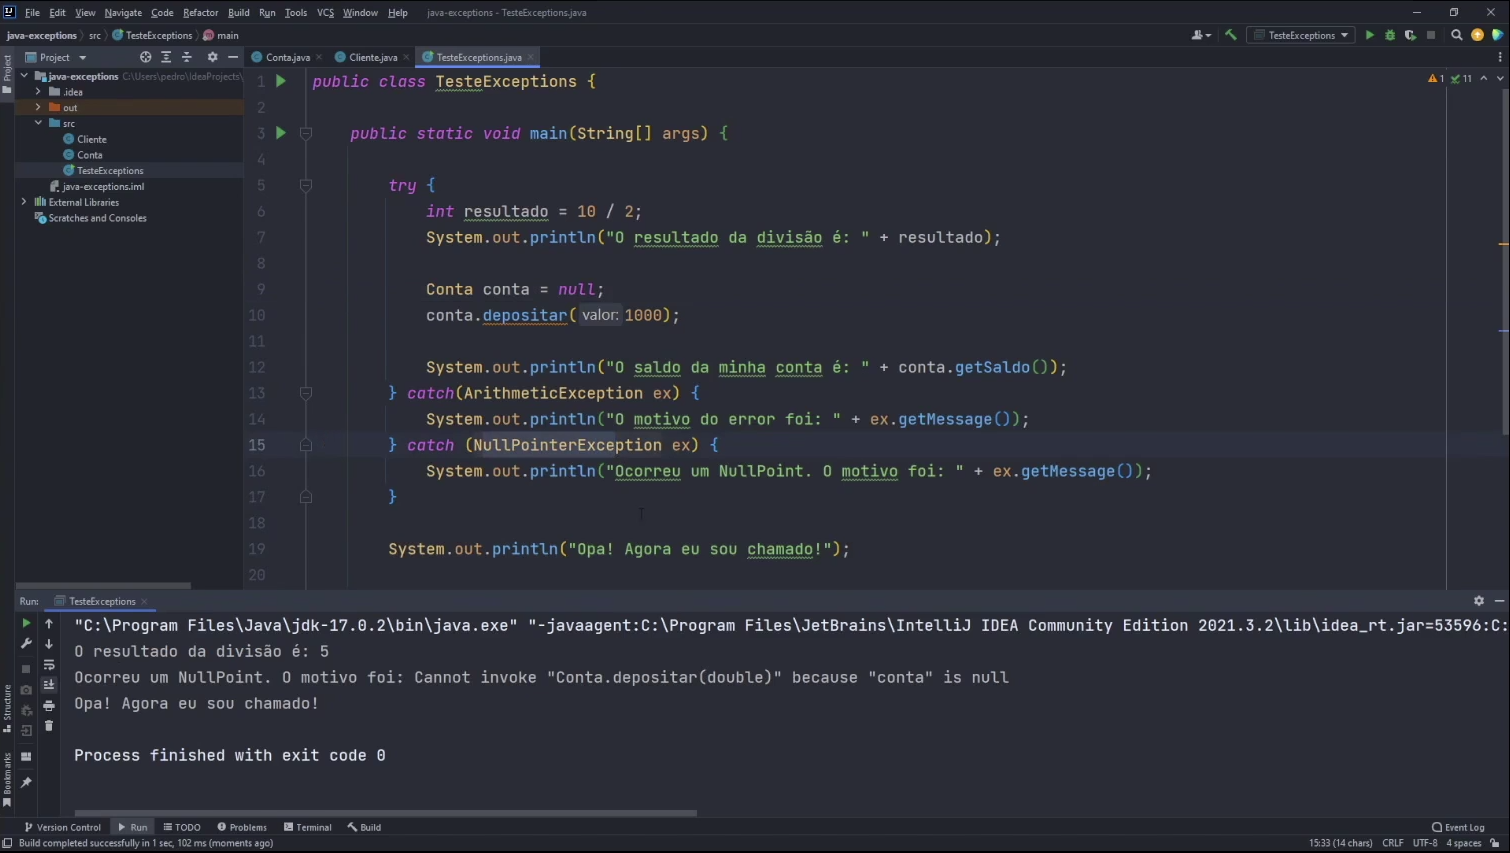 File Edit View Navigate Code Refactor Build Run Tools VCS Window Help java-exceptions - TesteExceptions.java
java-exceptions src TesteExceptions main TesteExceptions
Project
Project Conta.java Cliente.java TesteExceptions.java
java-exceptions C:\Users\pedro\IdeaProjects\
.idea
out
src
Cliente
Conta
TesteExceptions
java-exceptions.iml
External Libraries
Scratches and Consoles
1 11
1 public class TesteExceptions {
2
3 public static void main(String[] args) {
4
5 try {
6 int resultado = 10 / 2;
7 System.out.println("O resultado da divisão é: " + resultado);
8
9 Conta conta = null;
10 conta.depositar( valor: 1000);
11
12 System.out.println("O saldo da minha conta é: " + conta.getSaldo());
13 } catch(ArithmeticException ex) {
14 System.out.println("O motivo do error foi: " + ex.getMessage());
15 } catch (NullPointerException ex) {
16 System.out.println("Ocorreu um NullPoint. O motivo foi: " + ex.getMessage());
17 }
18
19 System.out.println("Opa! Agora eu sou chamado!");
20
Run: TesteExceptions
"C:\Program Files\Java\jdk-17.0.2\bin\java.exe" "-javaagent:C:\Program Files\JetBrains\IntelliJ IDEA Community Edition 2021.3.2\lib\idea_rt.jar=53596:C:
O resultado da divisão é: 5
Ocorreu um NullPoint. O motivo foi: Cannot invoke "Conta.depositar(double)" because "conta" is null
Opa! Agora eu sou chamado!
Process finished with exit code 0
Structure
Bookmarks
Version Control Run TODO Problems Terminal Build Event Log
Build completed successfully in 1 sec, 102 ms (moments ago) 15:33 (14 chars) CRLF UTF-8 4 spaces